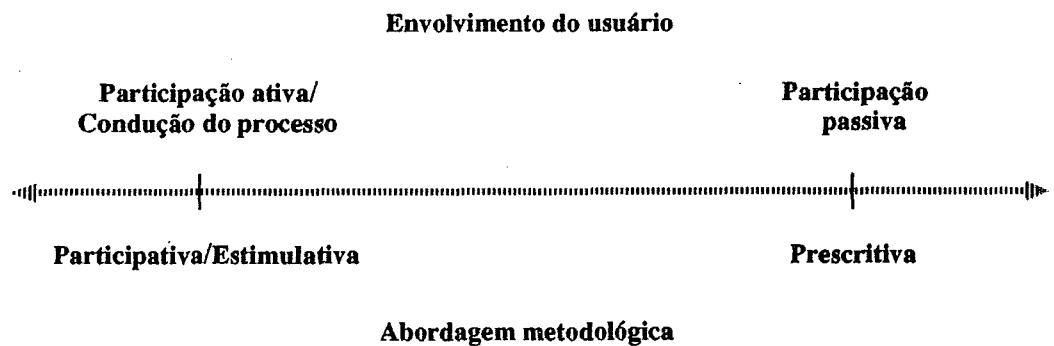 Envolvimento do usuário
Participação ativa/
Condução do processo
Participação
passiva
Participativa/Estimulativa
Prescritiva
Abordagem metodológica